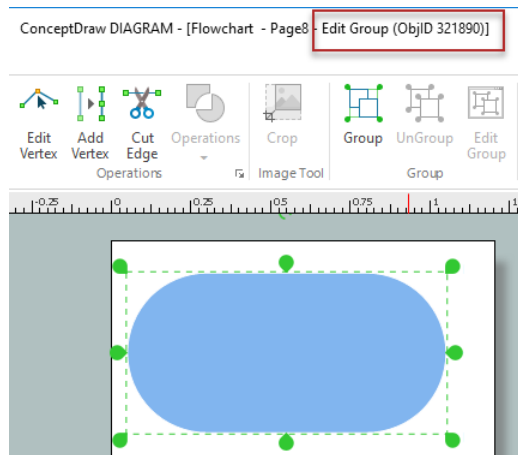 ConceptDraw DIAGRAM - [Flowchart - Page8 - Edit Group (ObjID 321890)]
Edit Vertex
Add Vertex
Cut Edge
Operations
Crop
Group
UnGroup
Edit Group
Operations
Image Tool
Group
-0.25 0 0.25 0.5 0.75 1